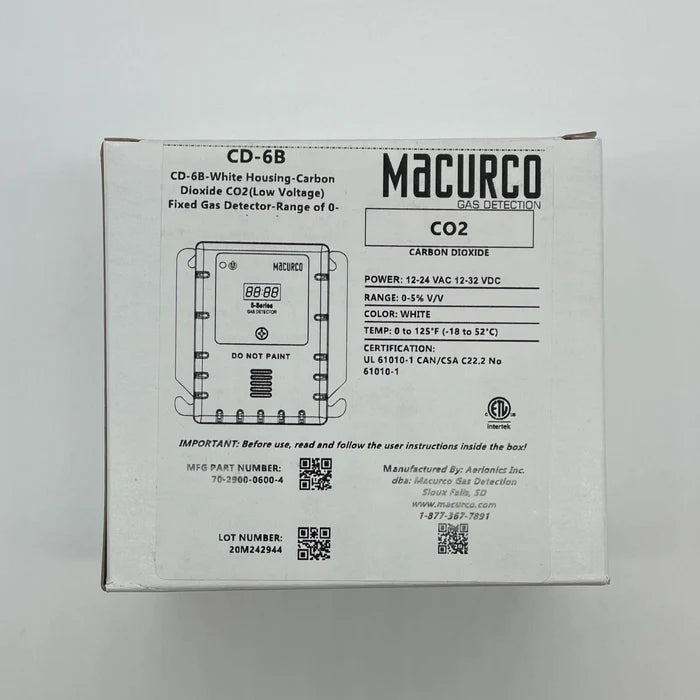 CD-6B
CD-6B-White Housing-Carbon
Dioxide CO2(Low Voltage)
Fixed Gas Detector-Range of 0-
MaCURCO
GAS DETECTION
CO2
CARBON DIOXIDE
POWER: 12-24 VAC 12-32 VDC
RANGE: 0-5% V/V
COLOR: WHITE
TEMP: 0 to 125°F (-18 to 52°C)
CERTIFICATION:
UL 61010-1 CAN/CSA C22.2 No
61010-1
MaCURCO
88:88
6-Series
GAS DETECTOR
DO NOT PAINT
C ETL US
Intertek
IMPORTANT: Before use, read and follow the user instructions inside the box!
MFG PART NUMBER:
70-2900-0600-4
LOT NUMBER:
20M242944
Manufactured By: Aerionics Inc.
dba: Macurco Gas Detection
Sioux Falls, SD
www.macurco.com
1-877-367-7891